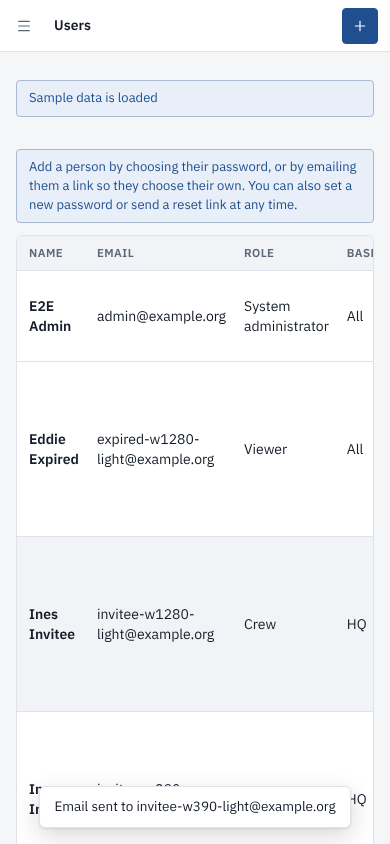 Users
Sample data is loaded
Add a person by choosing their password, or by emailing
them a link so they choose their own. You can also set a
new password or send a reset link at any time.
NAME EMAIL ROLE
E2E Admin admin@example.org System administrator All
Eddie Expired expired-w1280-light@example.org Viewer All
Ines Invitee invitee-w1280-light@example.org Crew HQ
HQ
Email sent to invitee-w390-light@example.org